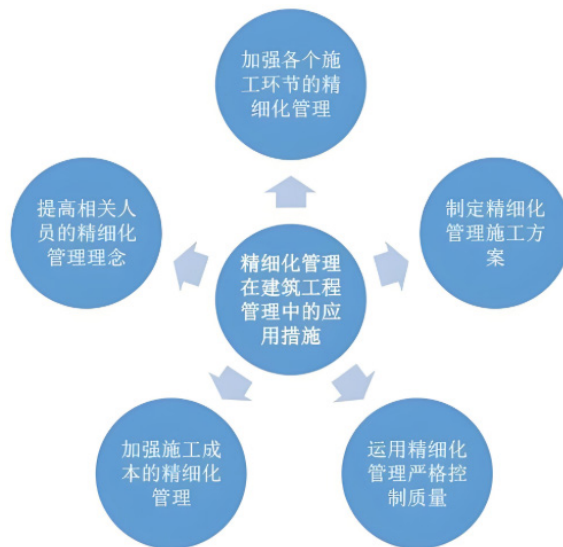 加强各个施
工环节的精
细化管理
提高相关人
员的精细化
管理理念
制定精细化
管理施工方
案
精细化管理
在建筑工程
管理中的应
用措施
加强施工成
本的精细化
管理
运用精细化
管理严格控
制质量